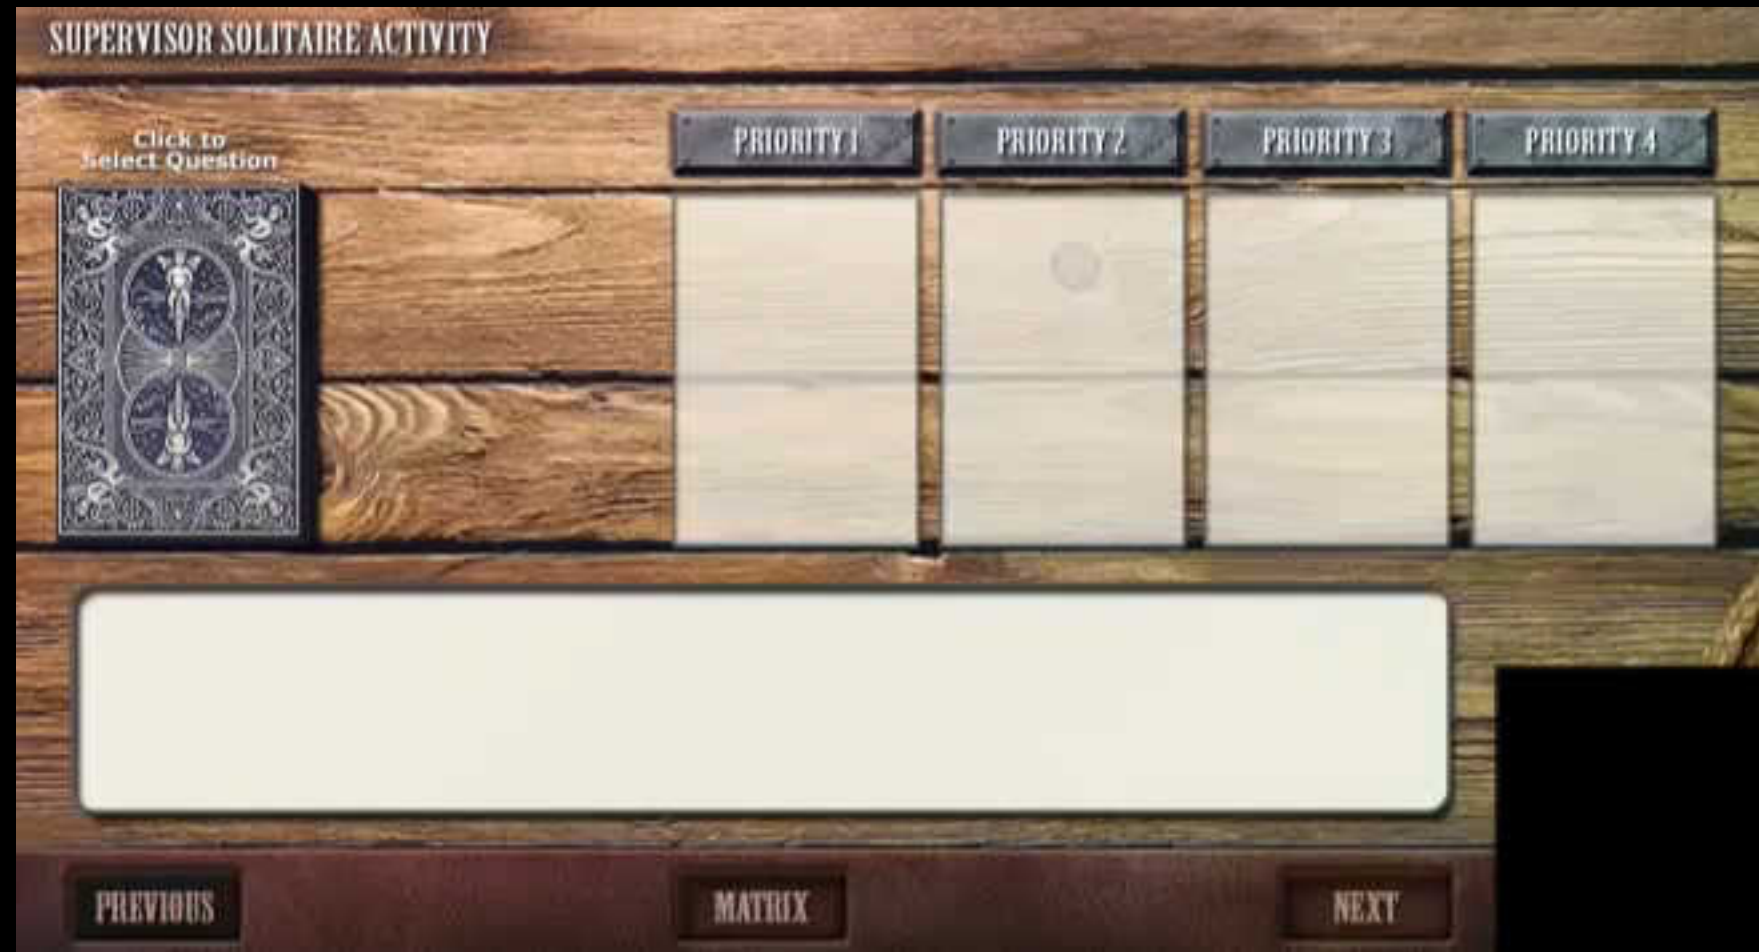 SUPERVISOR SOLITAIRE ACTIVITY
Click to
Select Question
PRIORITY 1
PRIORITY 2
PRIORITY 3
PRIORITY 4
PREVIOUS
MATRIX
NEXT